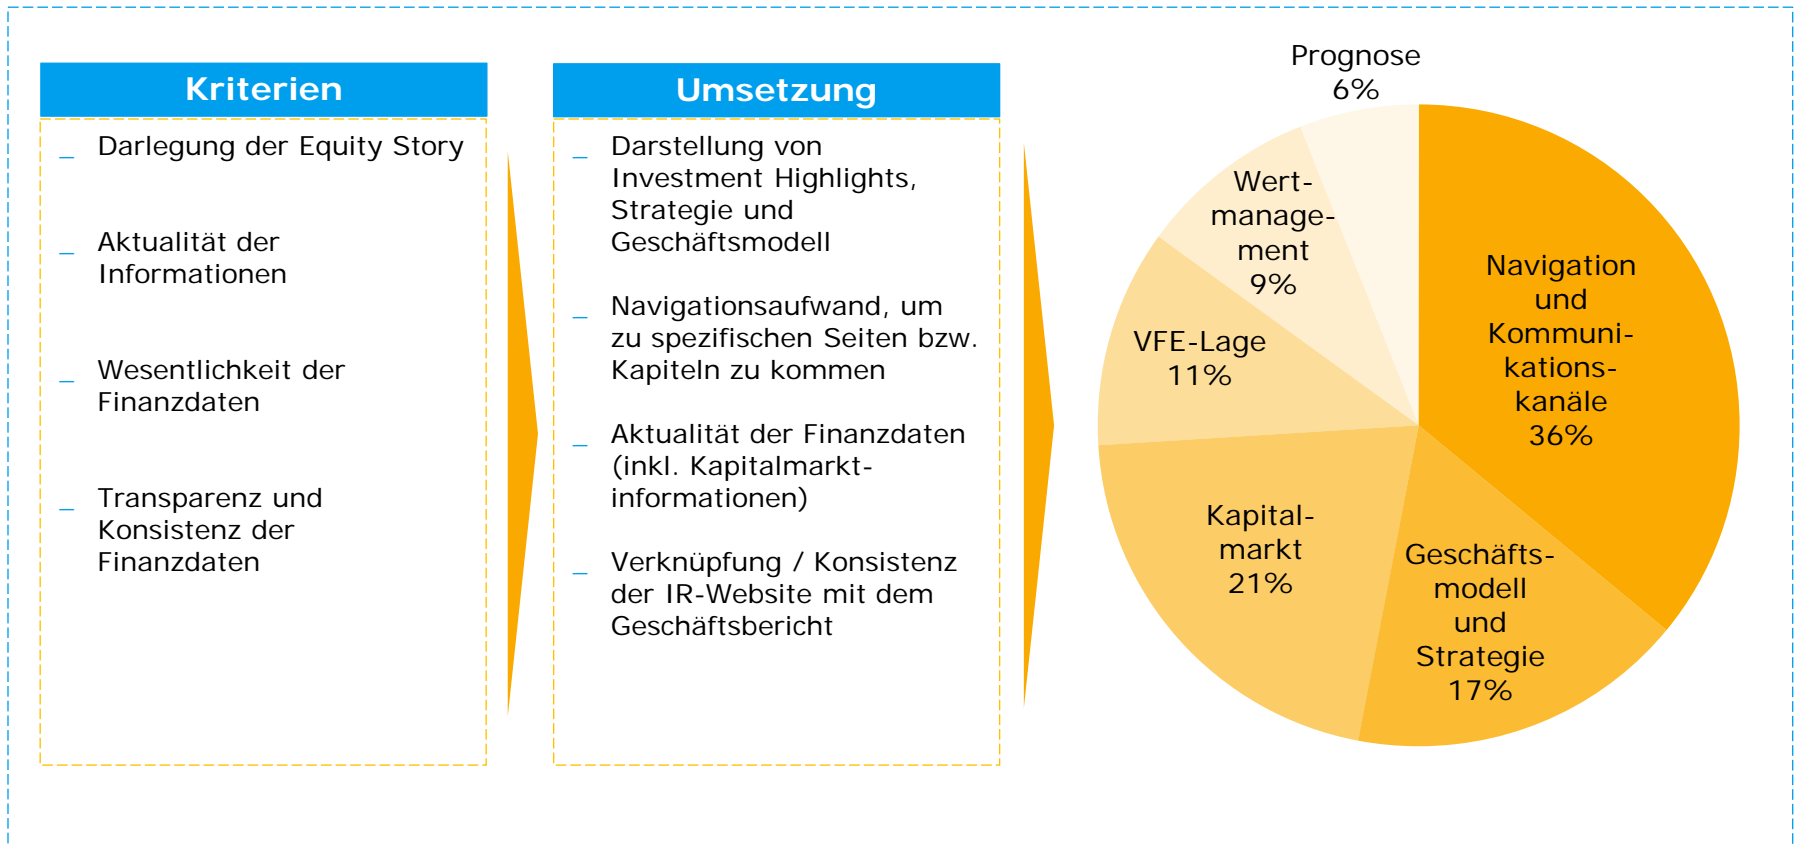 Kriterien
_ Darlegung der Equity Story
_ Aktualität der
Informationen
_ Wesentlichkeit der
Finanzdaten
_ Transparenz und
Konsistenz der
Finanzdaten
Umsetzung
_ Darstellung von
Investment Highlights,
Strategie und
Geschäftsmodell
_ Navigationsaufwand, um
zu spezifischen Seiten bzw.
Kapiteln zu kommen
_ Aktualität der Finanzdaten
(inkl. Kapitalmarkt-
informationen)
_ Verknüpfung / Konsistenz
der IR-Website mit dem
Geschäftsbericht
Prognose
6%
Wert-
manage-
ment
9%
VFE-Lage
11%
Kapital-
markt
21%
Geschäfts-
modell
und
Strategie
17%
Navigation
und
Kommuni-
kations-
kanäle
36%